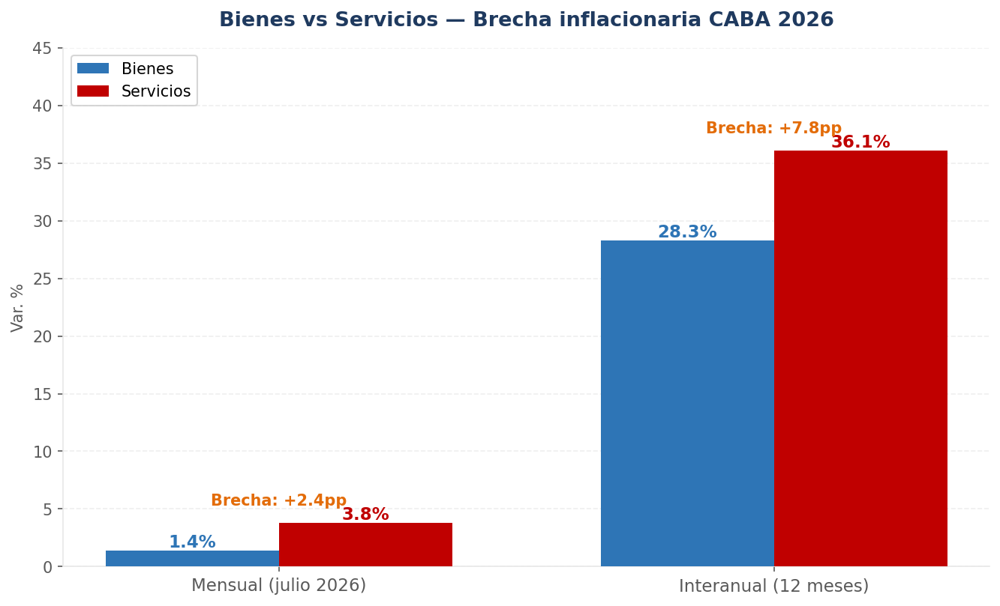 Bienes vs Servicios — Brecha inflacionaria CABA 2026
Bienes
Servicios
Var. %
45
40
35
30
25
20
15
10
5
0
Brecha: +2.4pp
1.4%
3.8%
Brecha: +7.8pp
28.3%
36.1%
Mensual (julio 2026)
Interanual (12 meses)